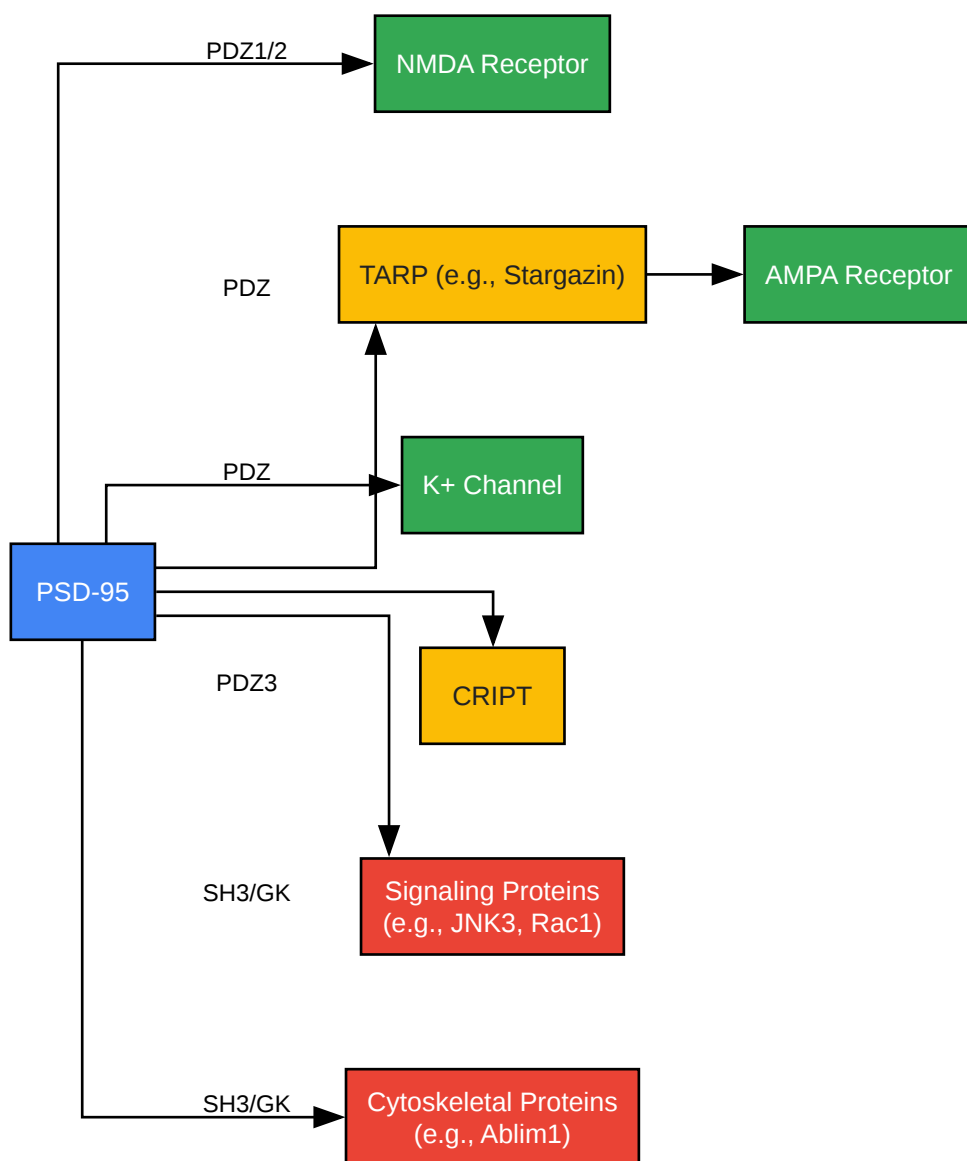 PDZ1/2
NMDA Receptor
PDZ
TARP (e.g., Stargazin)
AMPA Receptor
PDZ
K+ Channel
PSD-95
PDZ3
CRIPT
SH3/GK
Signaling Proteins
(e.g., JNK3, Rac1)
SH3/GK
Cytoskeletal Proteins
(e.g., Ablim1)